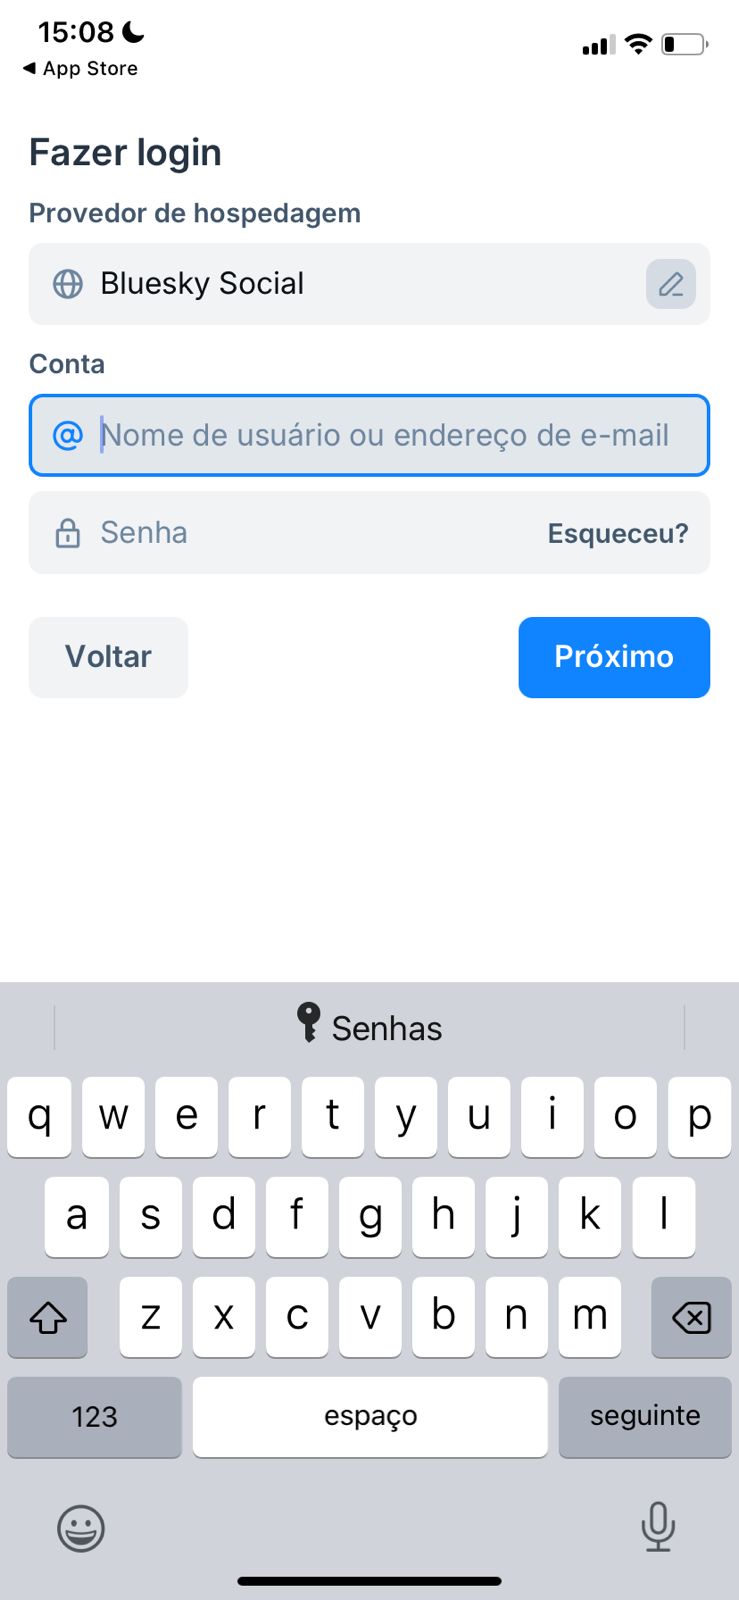 15:08
◀ App Store
Fazer login
Provedor de hospedagem
Bluesky Social
Conta
@ Nome de usuário ou endereço de e-mail
Senha Esqueceu?
Voltar Próximo
Senhas
q w e r t y u i o p
a s d f g h j k l
z x c v b n m
123 espaço seguinte